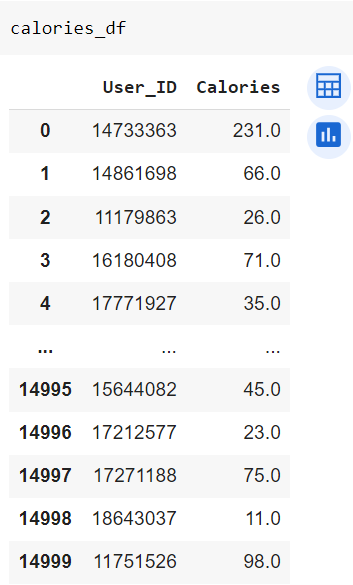 calories_df
User_ID Calories
0 14733363 231.0
1 14861698 66.0
2 11179863 26.0
3 16180408 71.0
4 17771927 35.0
... ... ...
14995 15644082 45.0
14996 17212577 23.0
14997 17271188 75.0
14998 18643037 11.0
14999 11751526 98.0